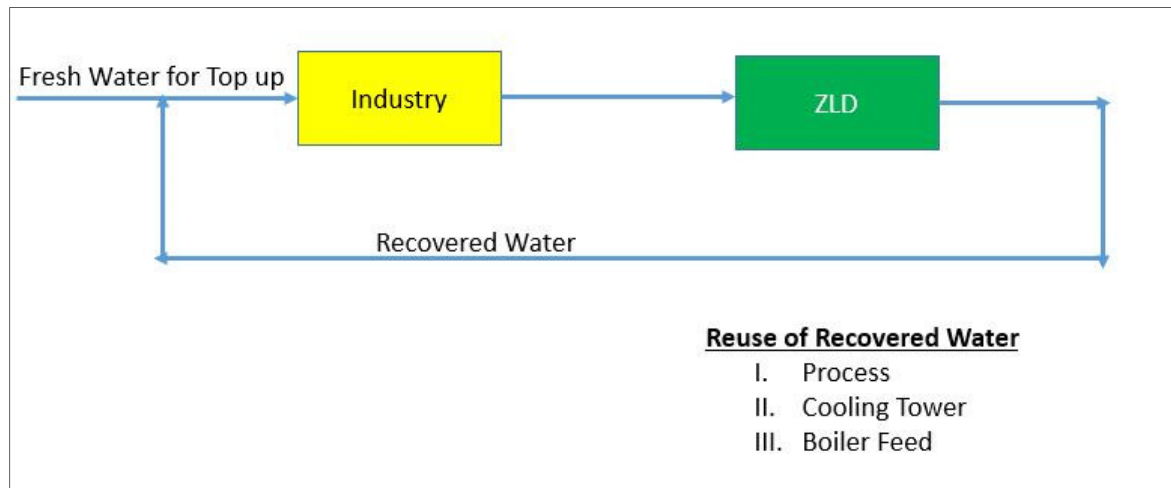 Fresh Water for Top up
Industry
ZLD
Recovered Water
Reuse of Recovered Water
I. Process
II. Cooling Tower
III. Boiler Feed